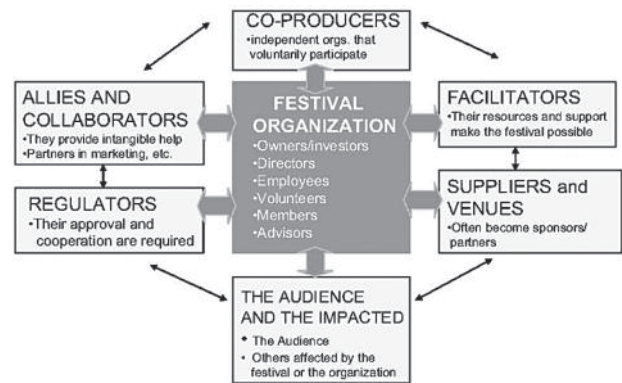 CO-PRODUCERS
•independent orgs. that
voluntarily participate
ALLIES AND
COLLABORATORS
•They provide intangible help
•Partners in marketing, etc.
FESTIVAL
ORGANIZATION
•Owners/investors
•Directors
•Employees
•Volunteers
•Members
•Advisors
FACILITATORS
•Their resources and support
make the festival possible
REGULATORS
•Their approval and
cooperation are required
SUPPLIERS and
VENUES
•Often become sponsors/
partners
THE AUDIENCE
AND THE IMPACTED
• The Audience
• Others affected by the
festival or the organization